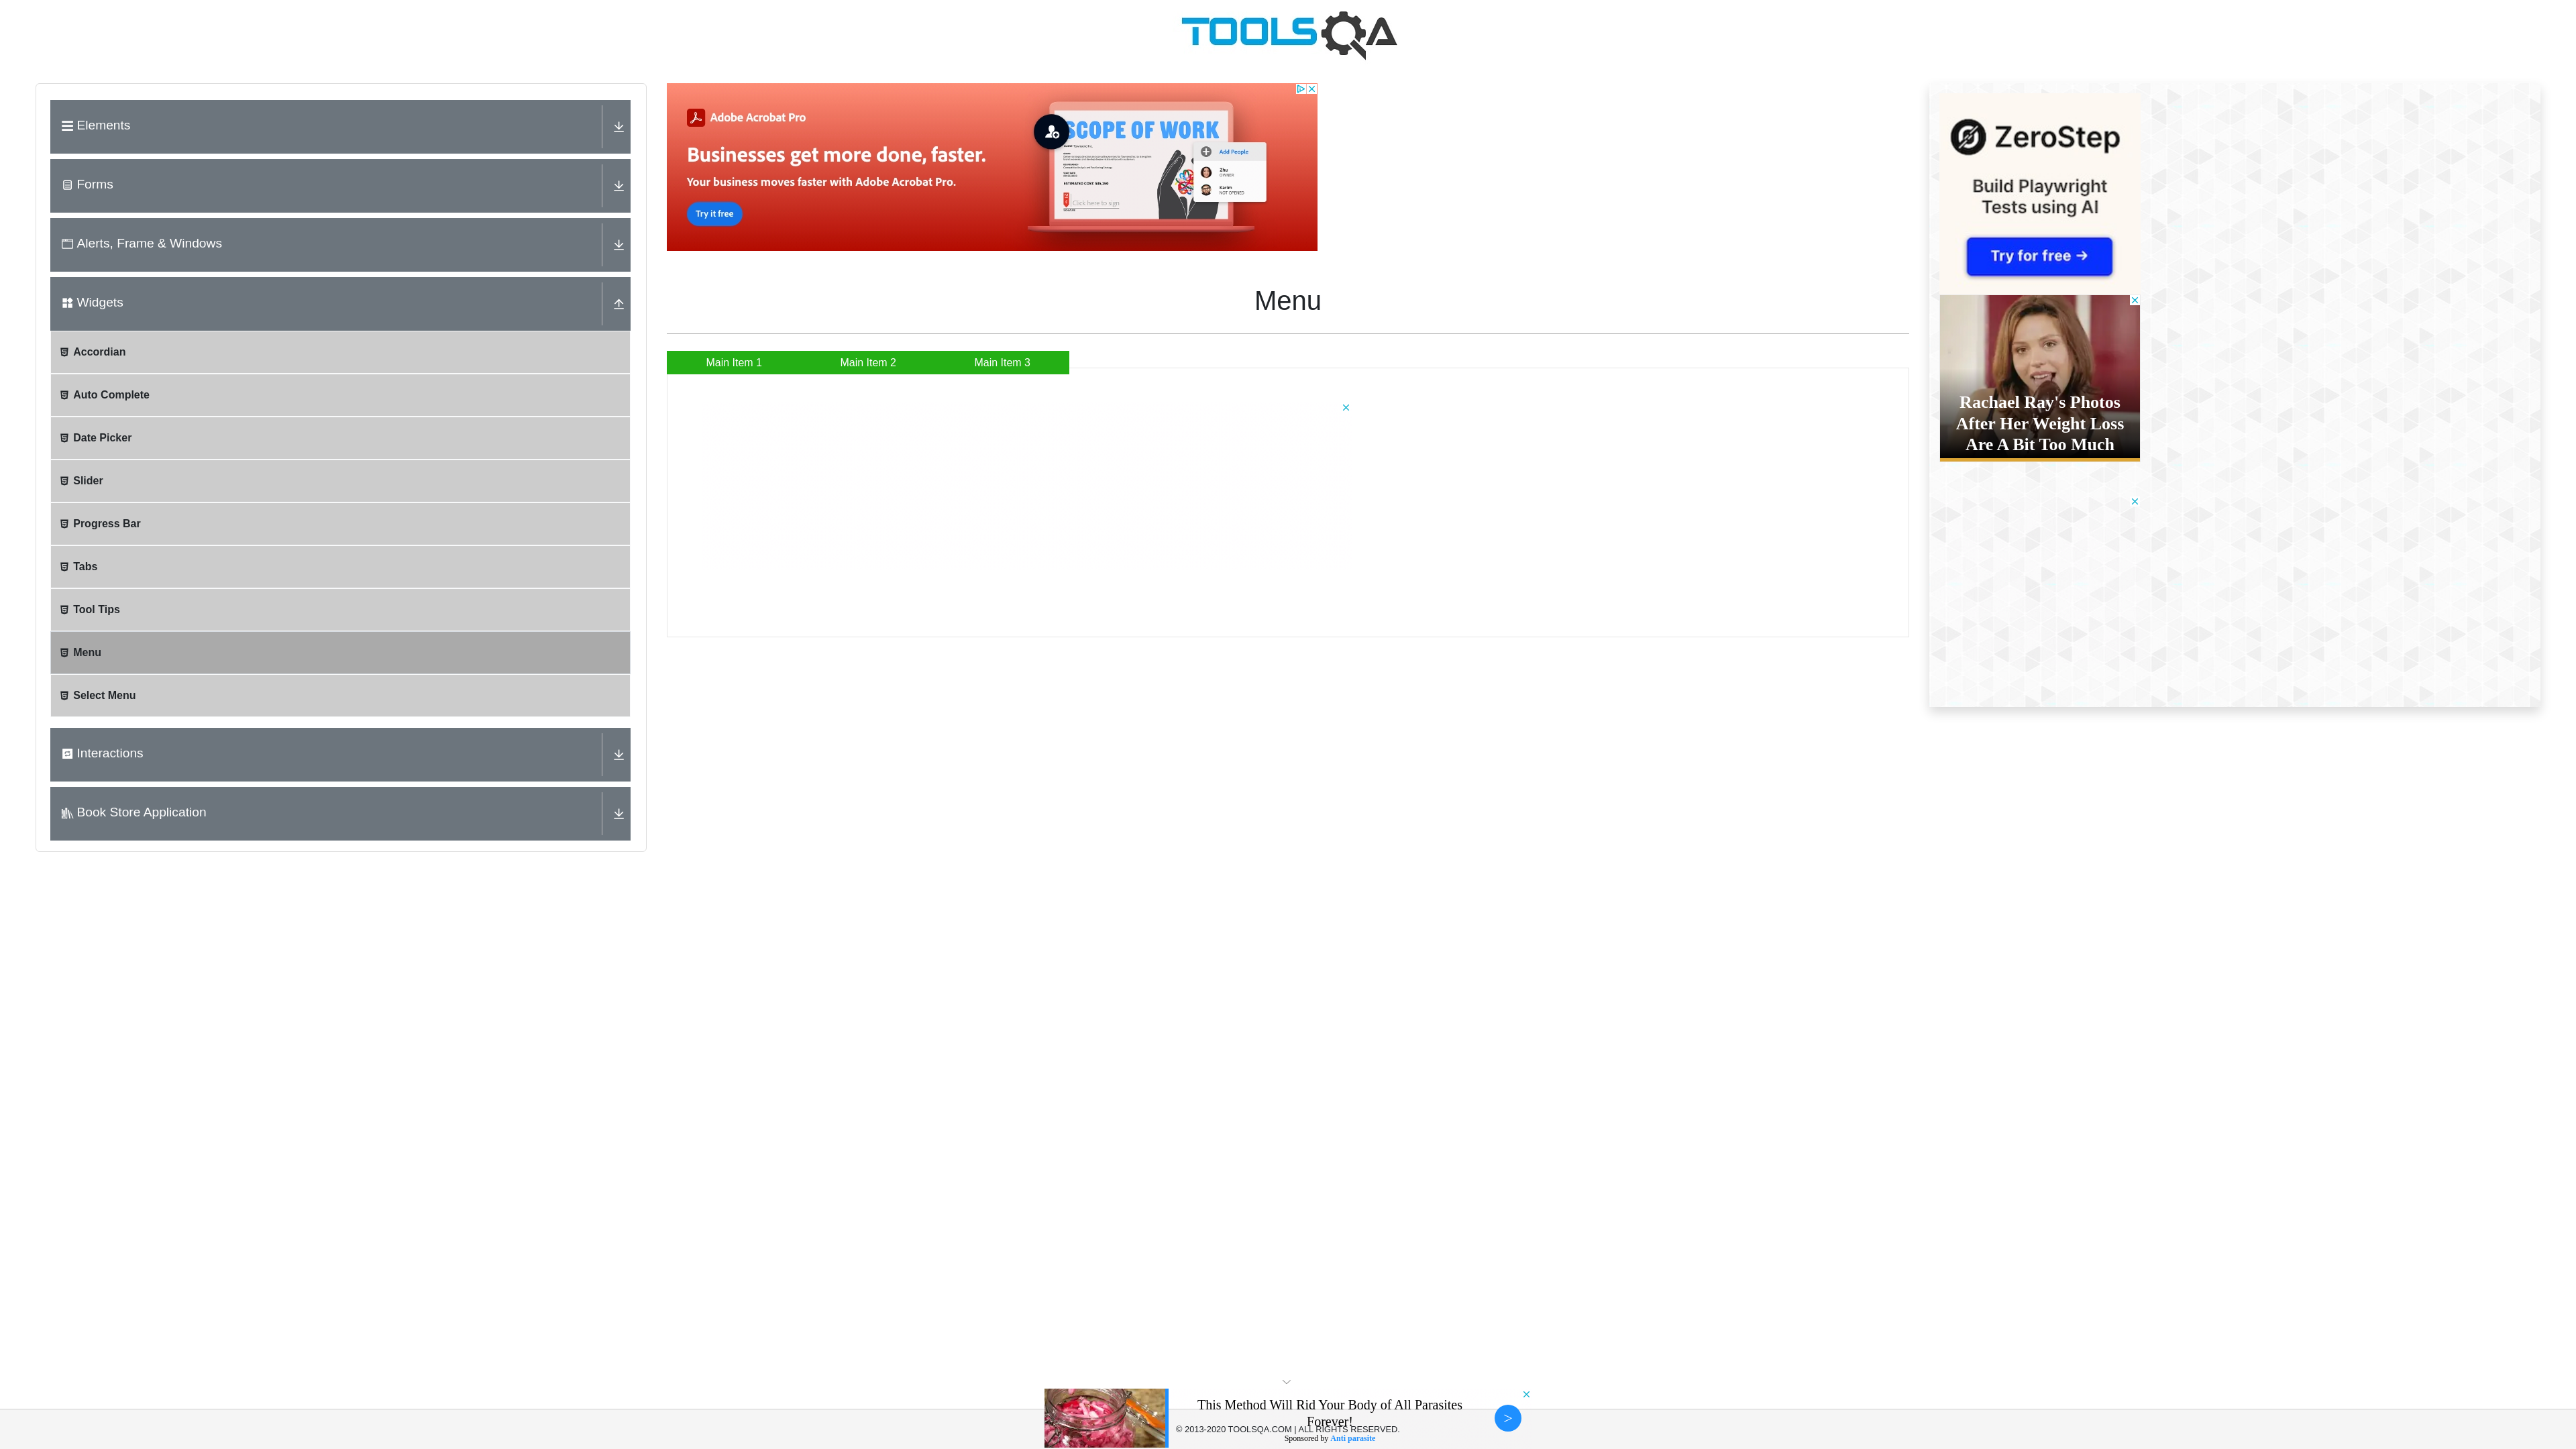 TOOLSQA
Elements
Forms
Alerts, Frame & Windows
Widgets
Accordian
Auto Complete
Date Picker
Slider
Progress Bar
Tabs
Tool Tips
Menu
Select Menu
Interactions
Book Store Application
Adobe Acrobat Pro
Businesses get more done, faster.
Your business moves faster with Adobe Acrobat Pro.
Try it free
SCOPE OF WORK
Click here to sign
Add People
Zhu
OWNER
Karim
NOT OPENED
Menu
Main Item 1
Main Item 2
Main Item 3
ZeroStep
Build Playwright
Tests using AI
Try for free →
Rachael Ray's Photos
After Her Weight Loss
Are A Bit Too Much
This Method Will Rid Your Body of All Parasites
Forever!
© 2013-2020 TOOLSQA.COM | ALL RIGHTS RESERVED.
Sponsored by Anti parasite